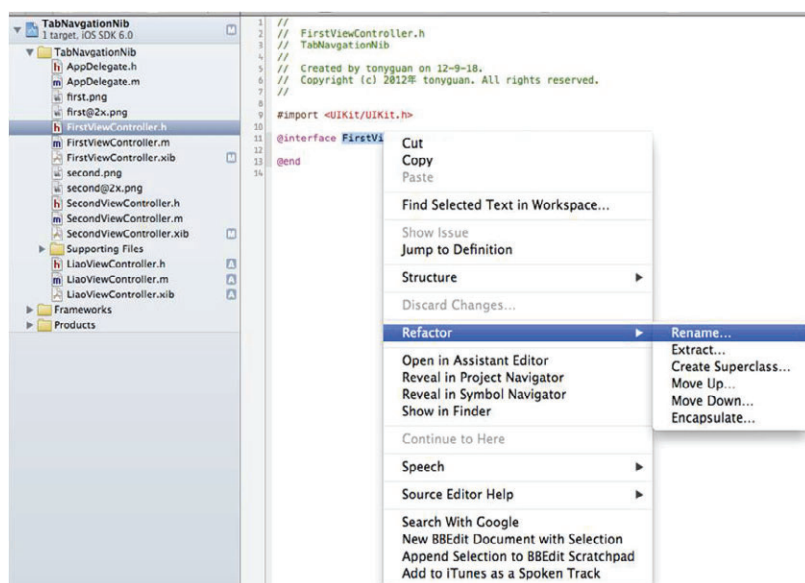 TabNavgationNib
1 target, iOS SDK 6.0
M
TabNavgationNib
h AppDelegate.h
m AppDelegate.m
first.png
first@2x.png
h FirstViewController.h
m FirstViewController.m
FirstViewController.xib
M
second.png
second@2x.png
h SecondViewController.h
m SecondViewController.m
SecondViewController.xib
M
Supporting Files
h LiaoViewController.h
A
m LiaoViewController.m
A
LiaoViewController.xib
A
Frameworks
Products
1 //
2 //  FirstViewController.h
3 //  TabNavgationNib
4 //
5 //  Created by tonyguan on 12-9-18.
6 //  Copyright (c) 2012年 tonyguan. All rights reserved.
7 //
8
9 #import <UIKit/UIKit.h>
10
11 @interface FirstVi
12
13 @end
14
Cut
Copy
Paste
Find Selected Text in Workspace...
Show Issue
Jump to Definition
Structure
Discard Changes...
Refactor
Open in Assistant Editor
Reveal in Project Navigator
Reveal in Symbol Navigator
Show in Finder
Continue to Here
Speech
Source Editor Help
Search With Google
New BBEdit Document with Selection
Append Selection to BBEdit Scratchpad
Add to iTunes as a Spoken Track
Rename...
Extract...
Create Superclass...
Move Up...
Move Down...
Encapsulate...